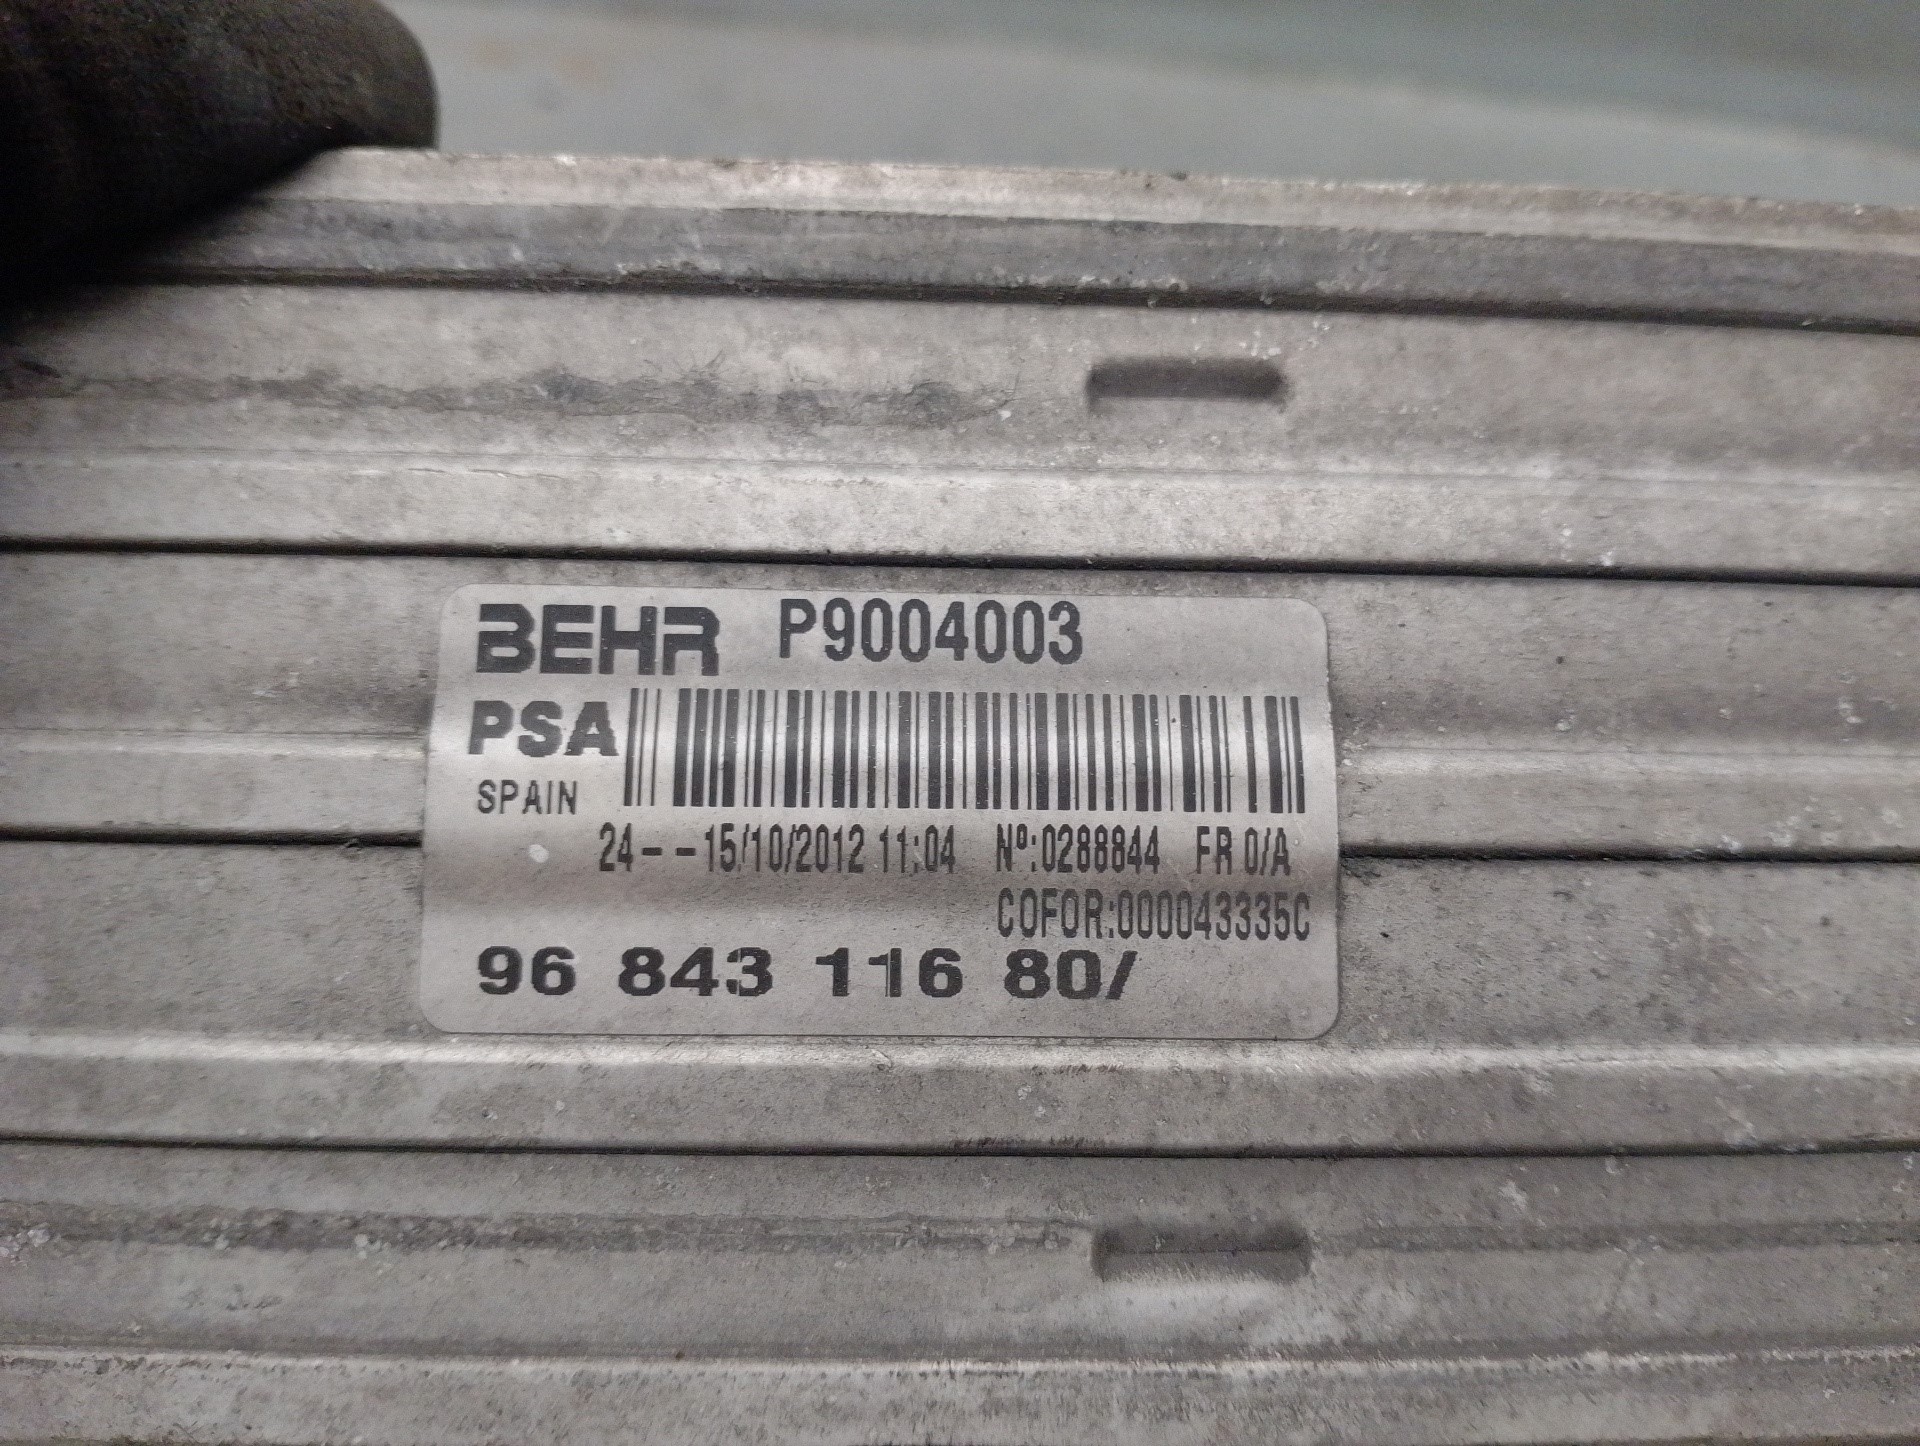 BEHR P9004003
PSA
SPAIN
24--15/10/2012 11:04 Nº:0288844 FR 0/A
COFOR:000043335C
96 843 116 80/